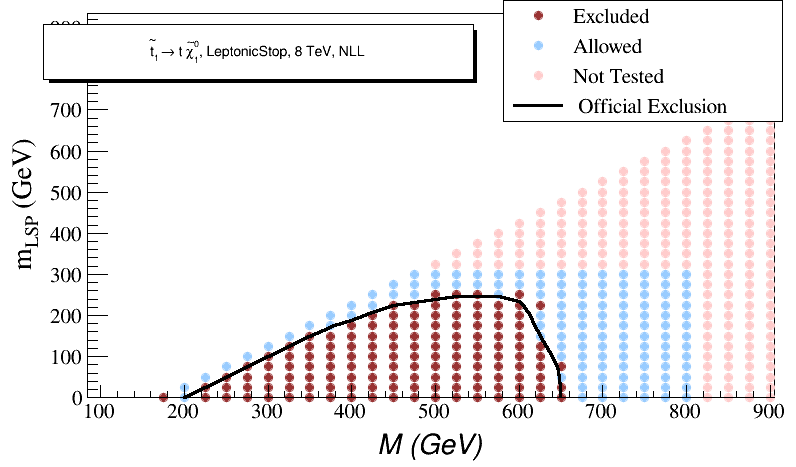 Excluded
Allowed
Not Tested
Official Exclusion
t̃₁ → t χ̃₁⁰, LeptonicStop, 8 TeV, NLL
m_LSP (GeV)
700
600
500
400
300
200
100
0
100 200 300 400 500 600 700 800 900
M (GeV)